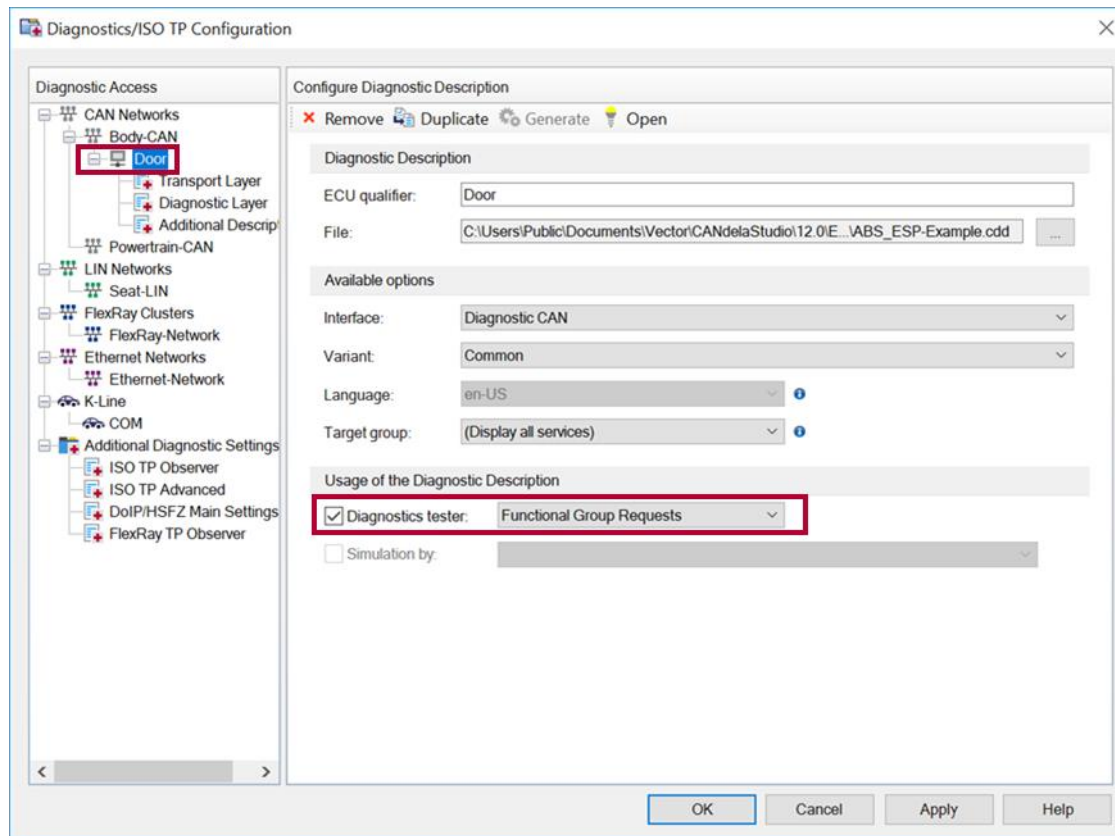 Diagnostics/ISO TP Configuration
Diagnostic Access
CAN Networks
Body-CAN
Door
Transport Layer
Diagnostic Layer
Additional Descrip
Powertrain-CAN
LIN Networks
Seat-LIN
FlexRay Clusters
FlexRay-Network
Ethernet Networks
Ethernet-Network
K-Line
COM
Additional Diagnostic Settings
ISO TP Observer
ISO TP Advanced
DoIP/HSFZ Main Settings
FlexRay TP Observer
Configure Diagnostic Description
Remove Duplicate Generate Open
Diagnostic Description
ECU qualifier: Door
File: C:\Users\Public\Documents\Vector\CANdelaStudio\12.0\E...\ABS_ESP-Example.cdd ...
Available options
Interface: Diagnostic CAN
Variant: Common
Language: en-US
Target group: (Display all services)
Usage of the Diagnostic Description
Diagnostics tester: Functional Group Requests
Simulation by:
OK Cancel Apply Help